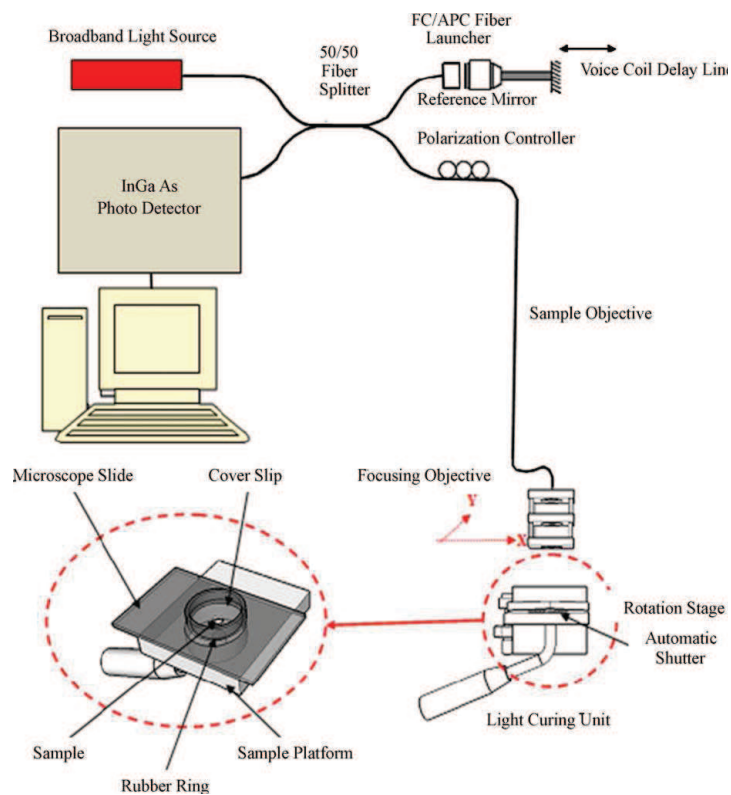 Broadband Light Source
50/50
Fiber
Splitter
FC/APC Fiber
Launcher
Voice Coil Delay Line
Reference Mirror
Polarization Controller
InGa As
Photo Detector
Sample Objective
Microscope Slide
Cover Slip
Focusing Objective
Y
X
Rotation Stage
Automatic
Shutter
Light Curing Unit
Sample
Sample Platform
Rubber Ring